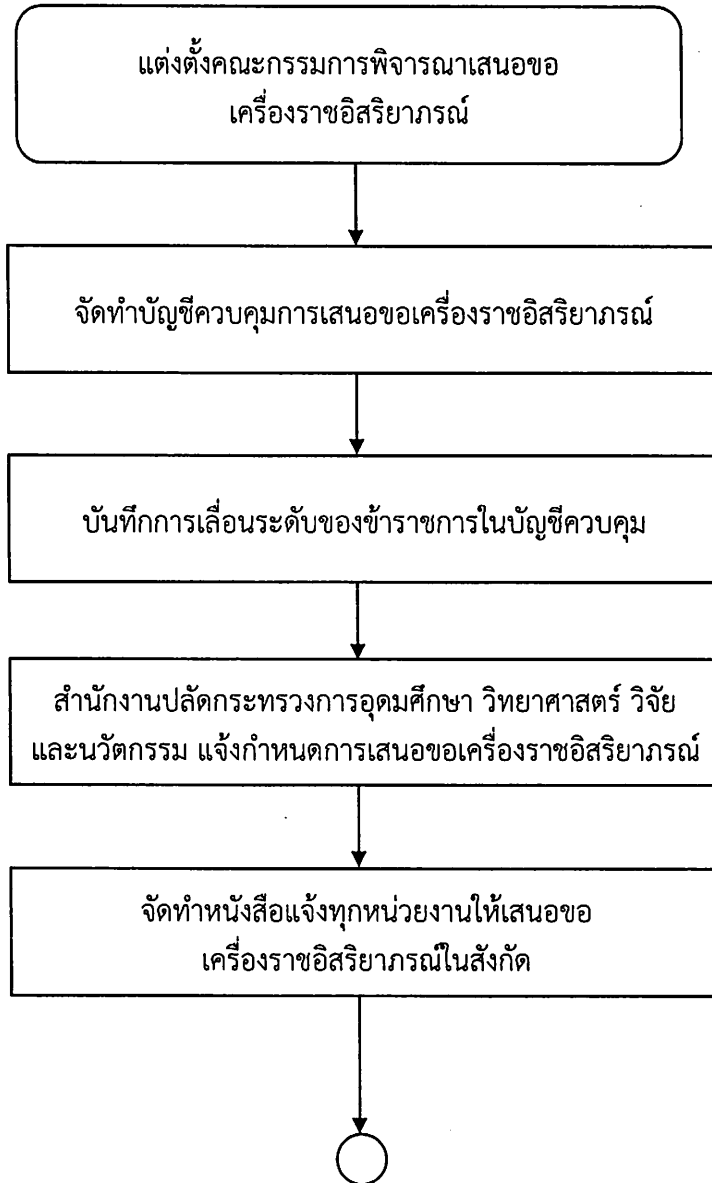 แต่งตั้งคณะกรรมการพิจารณาเสนอขอ
เครื่องราชอิสริยาภรณ์
จัดทำบัญชีควบคุมการเสนอขอเครื่องราชอิสริยาภรณ์
บันทึกการเลื่อนระดับของข้าราชการในบัญชีควบคุม
สำนักงานปลัดกระทรวงการอุดมศึกษา วิทยาศาสตร์ วิจัย
และนวัตกรรม แจ้งกำหนดการเสนอขอเครื่องราชอิสริยาภรณ์
จัดทำหนังสือแจ้งทุกหน่วยงานให้เสนอขอ
เครื่องราชอิสริยาภรณ์ในสังกัด